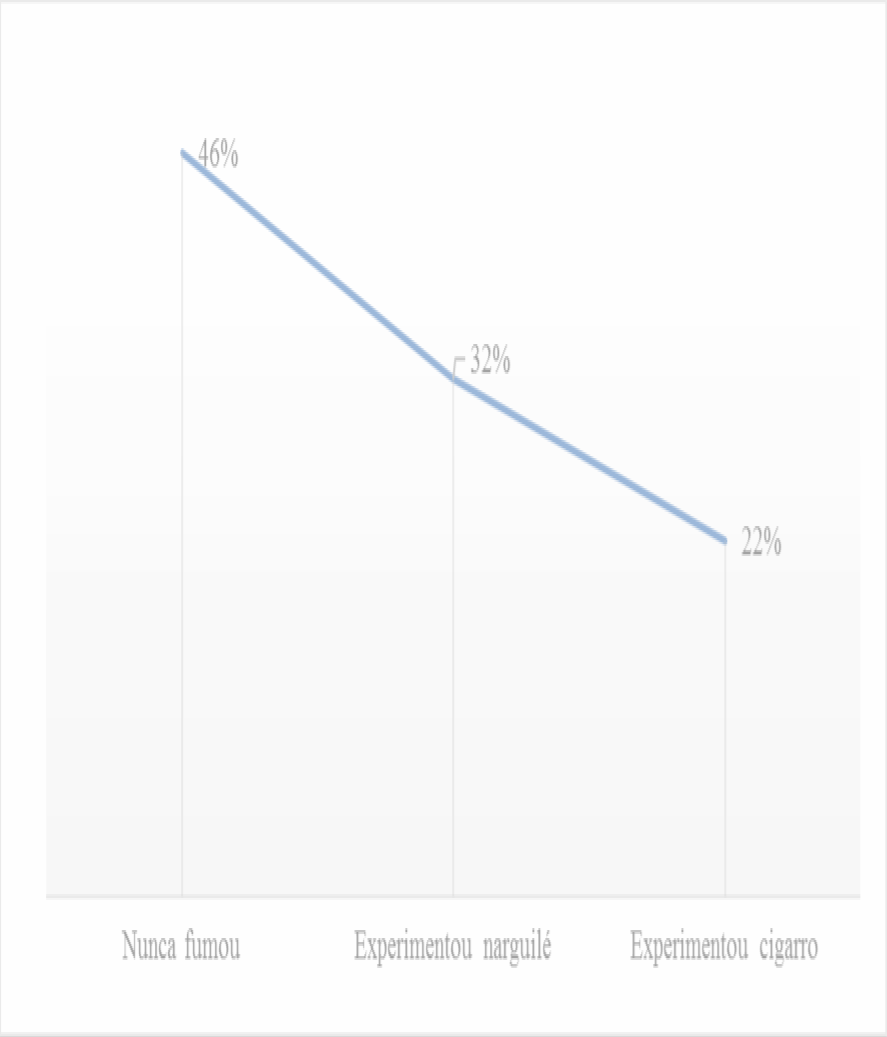 46%
32%
22%
Nunca fumou
Experimentou narguilé
Experimentou cigarro